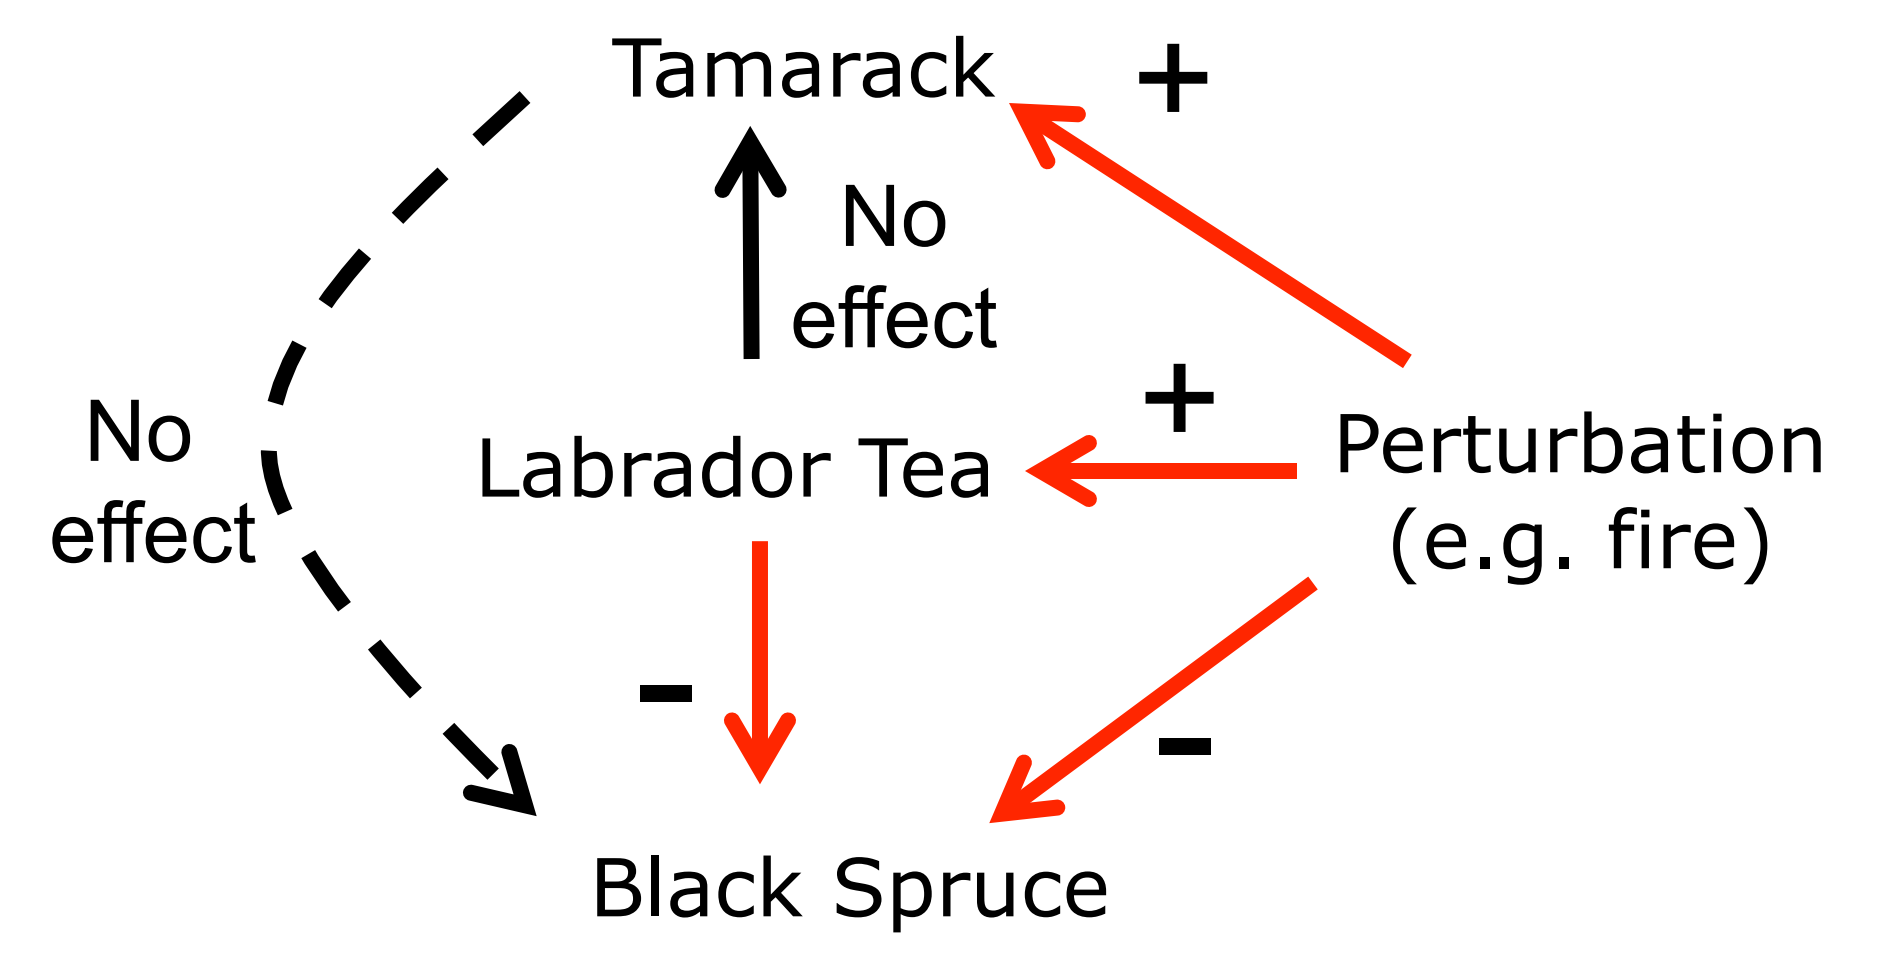 Tamarack
+
No
effect
+
No
effect
Labrador Tea
Perturbation
(e.g. fire)
-
-
Black Spruce